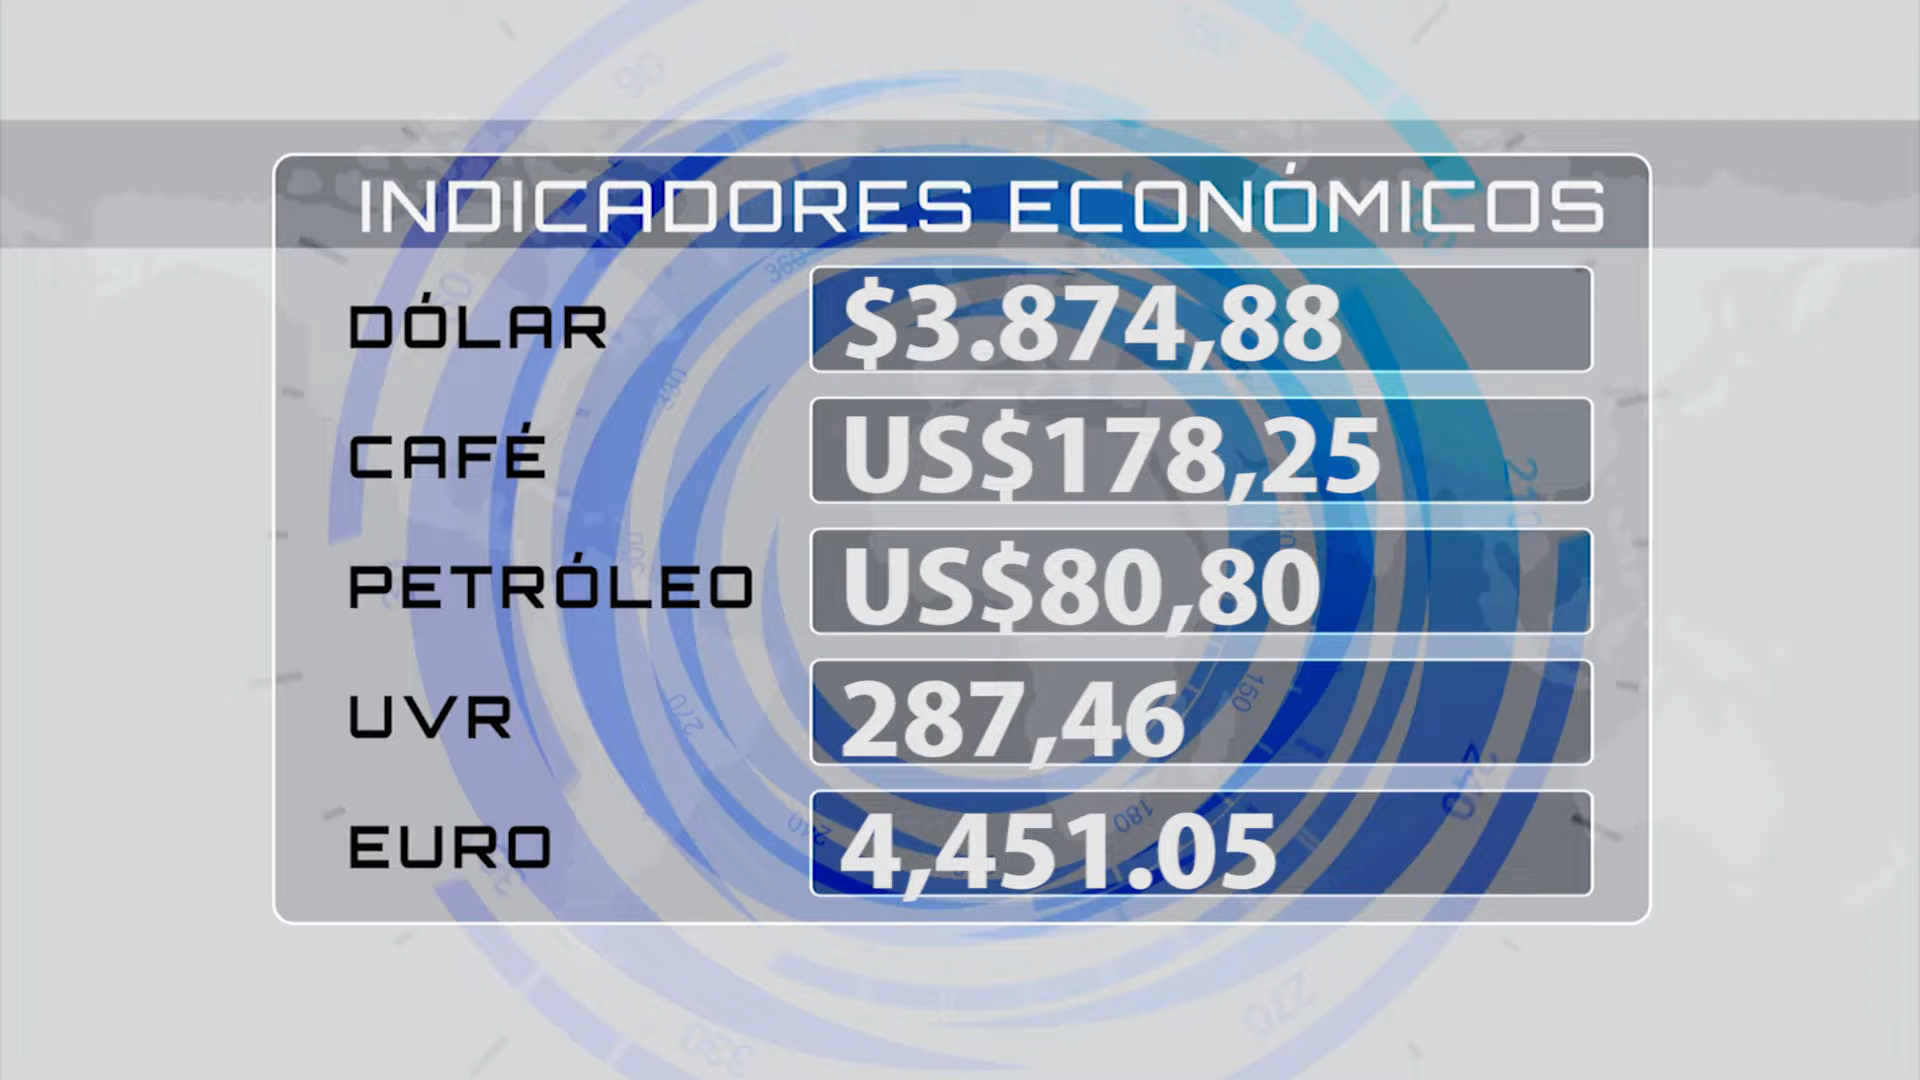 INDICADORES ECONÓMICOS
DÓLAR $3.874,88
CAFÉ US$178,25
PETRÓLEO US$80,80
UVR 287,46
EURO 4,451.05